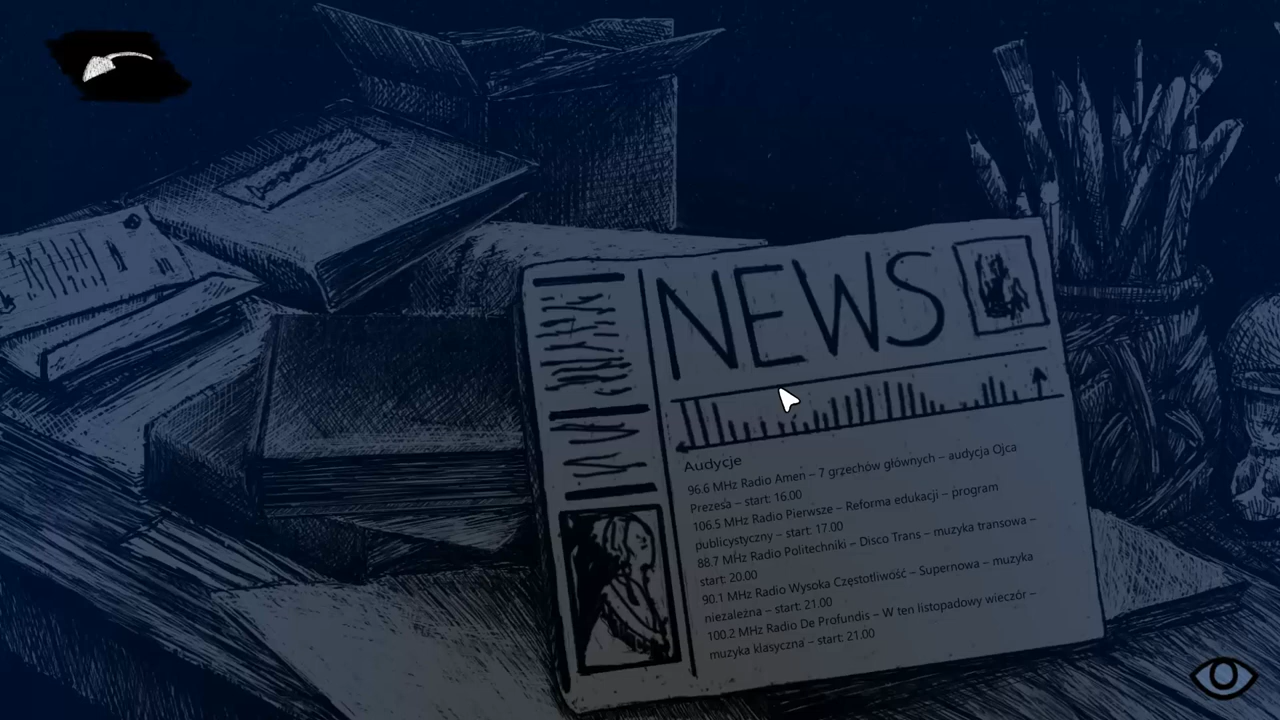 NEWS
Audycje
96.6 MHz Radio Amen – 7 grzechów głównych – audycja Ojca
Prezesa – start: 16.00
106.5 MHz Radio Pierwsze – Reforma edukacji – program
publicystyczny – start: 17.00
88.7 MHz Radio Politechniki – Disco Trans – muzyka transowa –
start: 20.00
90.1 MHz Radio Wysoka Częstotliwość – Supernowa – muzyka
niezależna – start: 21.00
100.2 MHz Radio De Profundis – W ten listopadowy wieczór –
muzyka klasyczna – start: 21.00